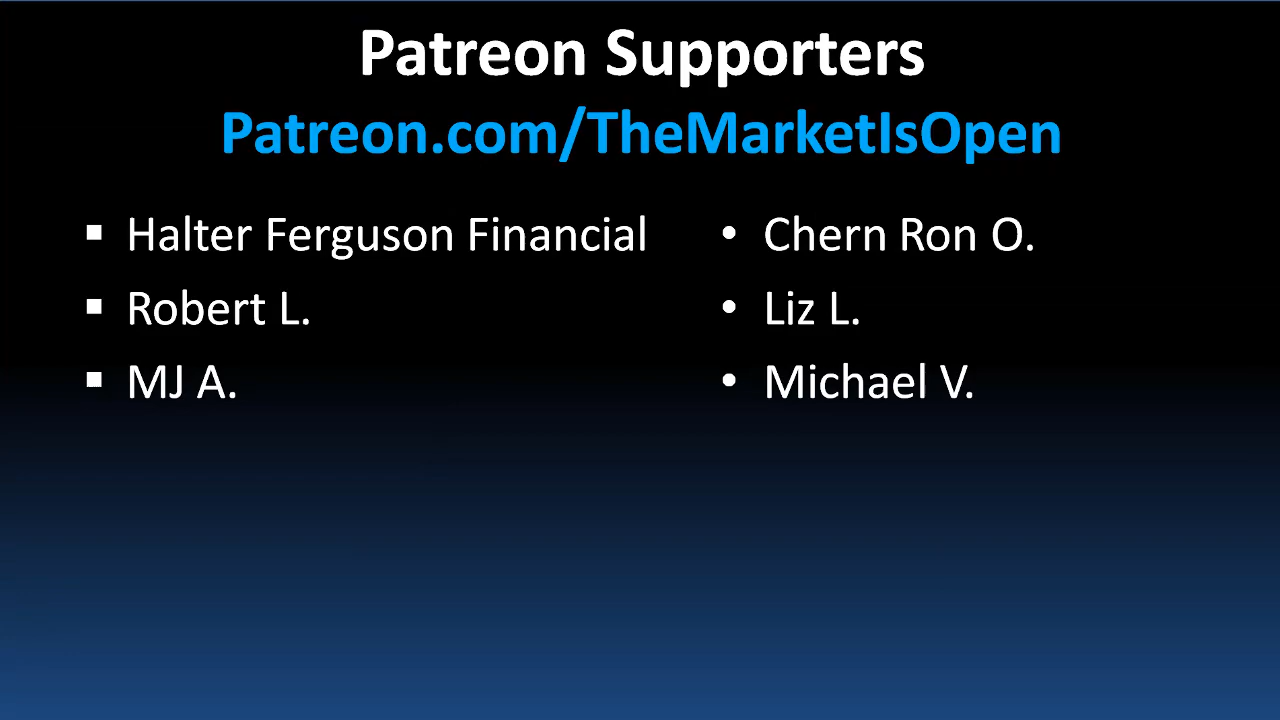 Patreon Supporters
Patreon.com/TheMarketIsOpen
▪ Halter Ferguson Financial
▪ Robert L.
▪ MJ A.
• Chern Ron O.
• Liz L.
• Michael V.